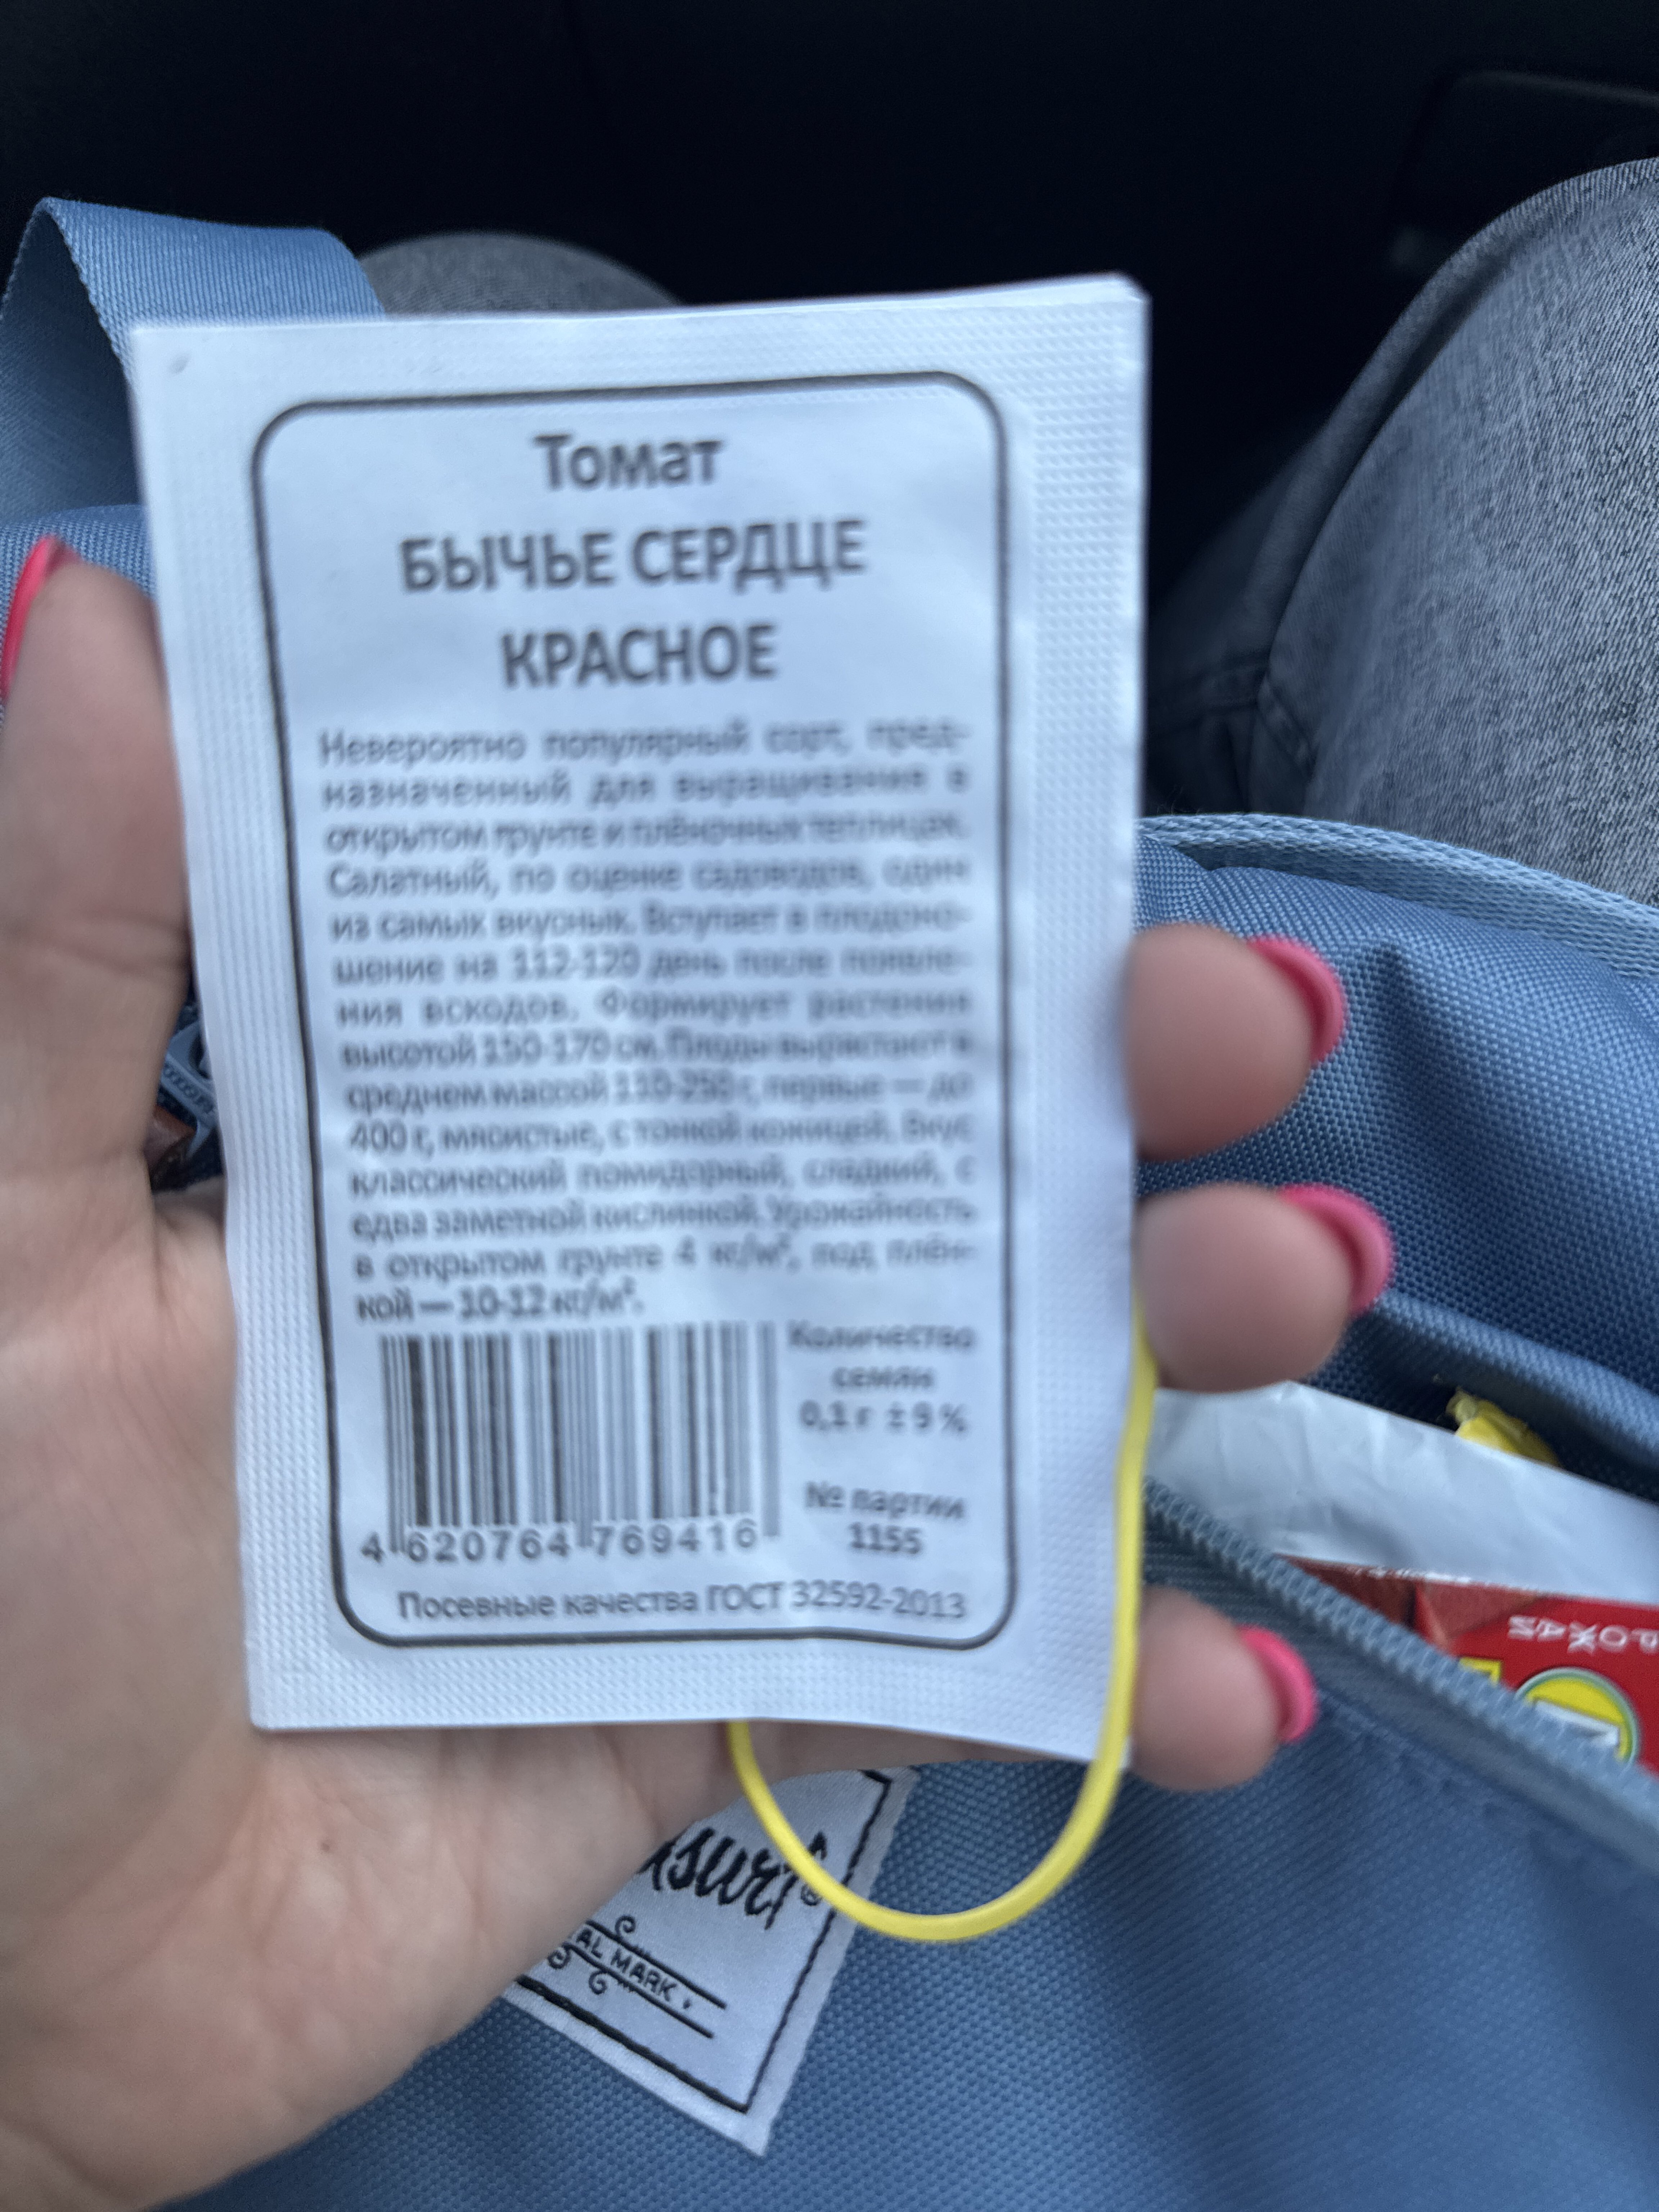 Томат
БЫЧЬЕ СЕРДЦЕ
КРАСНОЕ
Невероятно популярный сорт, пред-
назначенный для выращивания в
открытом грунте и плёночных теплицах.
Салатный, по оценке садоводов, один
из самых вкусных. Вступает в плодоно-
шение на 112-120 день после появле-
ния всходов. Формирует растения
высотой 150-170 см. Плоды вырастают в
среднем массой 110-250 г, первые — до
400 г, мясистые, с тонкой кожицей. Вкус
классический помидорный, сладкий, с
едва заметной кислинкой. Урожайность
в открытом грунте 4 кг/м², под плён-
кой — 10-12 кг/м².
Количество
семян
0,1 г ± 9 %
№ партии
1155
4 620764 769416
Посевные качества ГОСТ 32592-2013
AL MARK